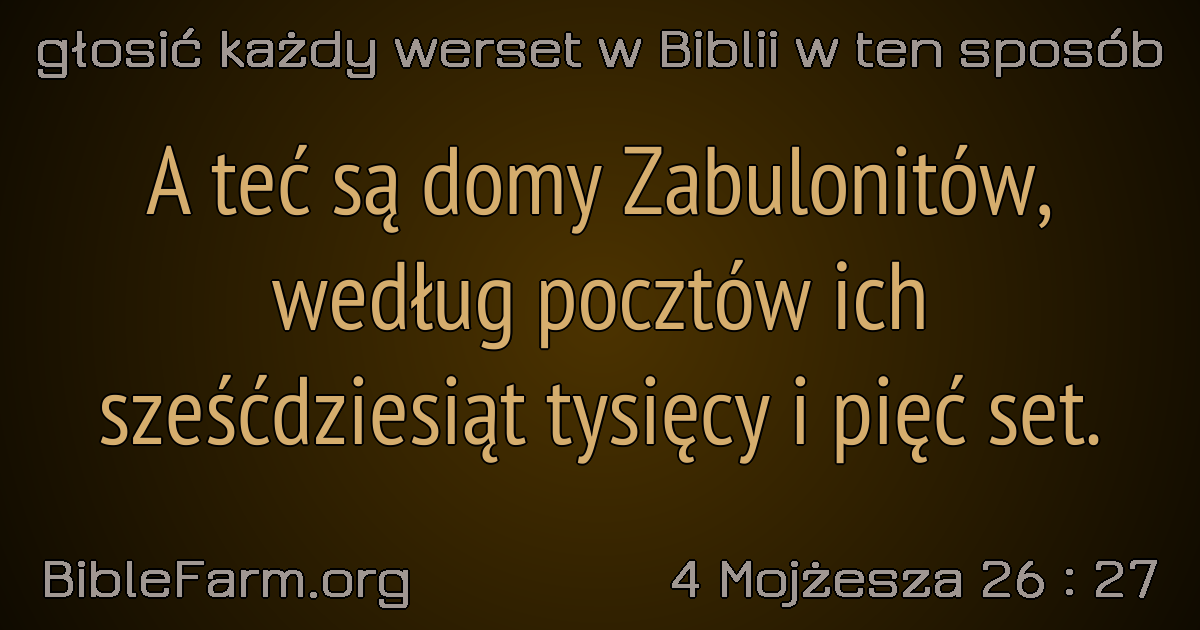 głosić każdy werset w Biblii w ten sposób
A teć są domy Zabulonitów,
według pocztów ich
sześćdziesiąt tysięcy i pięć set.
BibleFarm.org
4 Mojżesza 26 : 27